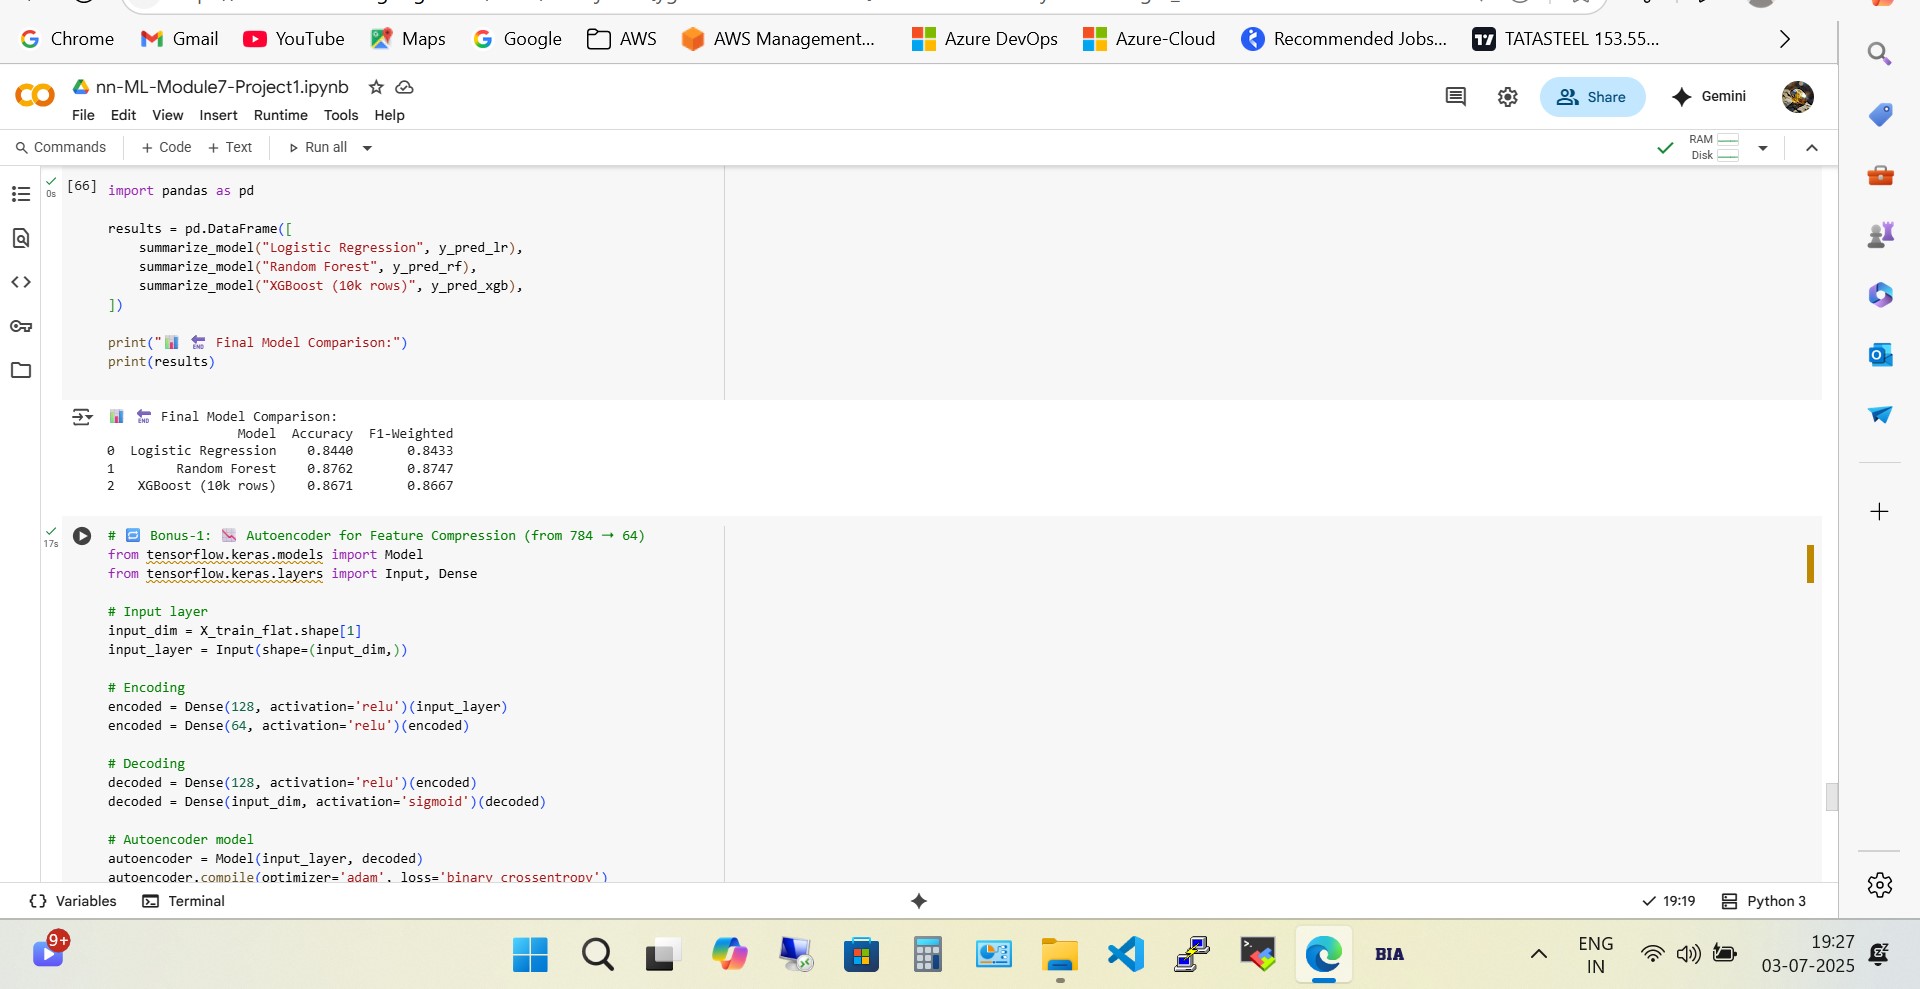 Chrome
Gmail
YouTube
Maps
Google
AWS
AWS Management...
Azure DevOps
Azure-Cloud
Recommended Jobs...
TATASTEEL 153.55...
nn-ML-Module7-Project1.ipynb
File Edit View Insert Runtime Tools Help
Share
Gemini
Commands + Code + Text Run all
RAM
Disk
0s
[66] import pandas as pd
results = pd.DataFrame([
summarize_model("Logistic Regression", y_pred_lr),
summarize_model("Random Forest", y_pred_rf),
summarize_model("XGBoost (10k rows)", y_pred_xgb),
])
print("📊 🔚 Final Model Comparison:")
print(results)
📊 🔚 Final Model Comparison:
Model Accuracy F1-Weighted
0 Logistic Regression 0.8440 0.8433
1 Random Forest 0.8762 0.8747
2 XGBoost (10k rows) 0.8671 0.8667
17s
# 🔁 Bonus-1: 📉 Autoencoder for Feature Compression (from 784 → 64)
from tensorflow.keras.models import Model
from tensorflow.keras.layers import Input, Dense
# Input layer
input_dim = X_train_flat.shape[1]
input_layer = Input(shape=(input_dim,))
# Encoding
encoded = Dense(128, activation='relu')(input_layer)
encoded = Dense(64, activation='relu')(encoded)
# Decoding
decoded = Dense(128, activation='relu')(encoded)
decoded = Dense(input_dim, activation='sigmoid')(decoded)
# Autoencoder model
autoencoder = Model(input_layer, decoded)
autoencoder.compile(optimizer='adam', loss='binary_crossentropy')
Variables
Terminal
19:19
Python 3
9+
BIA
ENG
IN
19:27
03-07-2025